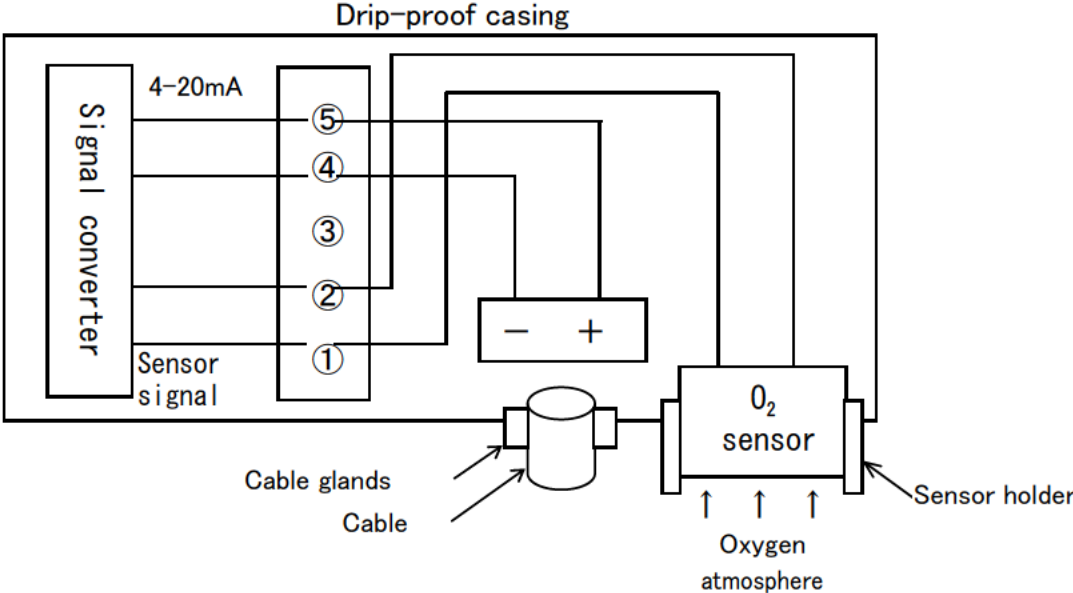 Drip-proof casing
4-20mA
Signal converter
⑤
④
③
②
①
Sensor
signal
− +
O₂
sensor
Cable glands
Cable
Sensor holder
↑ ↑ ↑
Oxygen
atmosphere